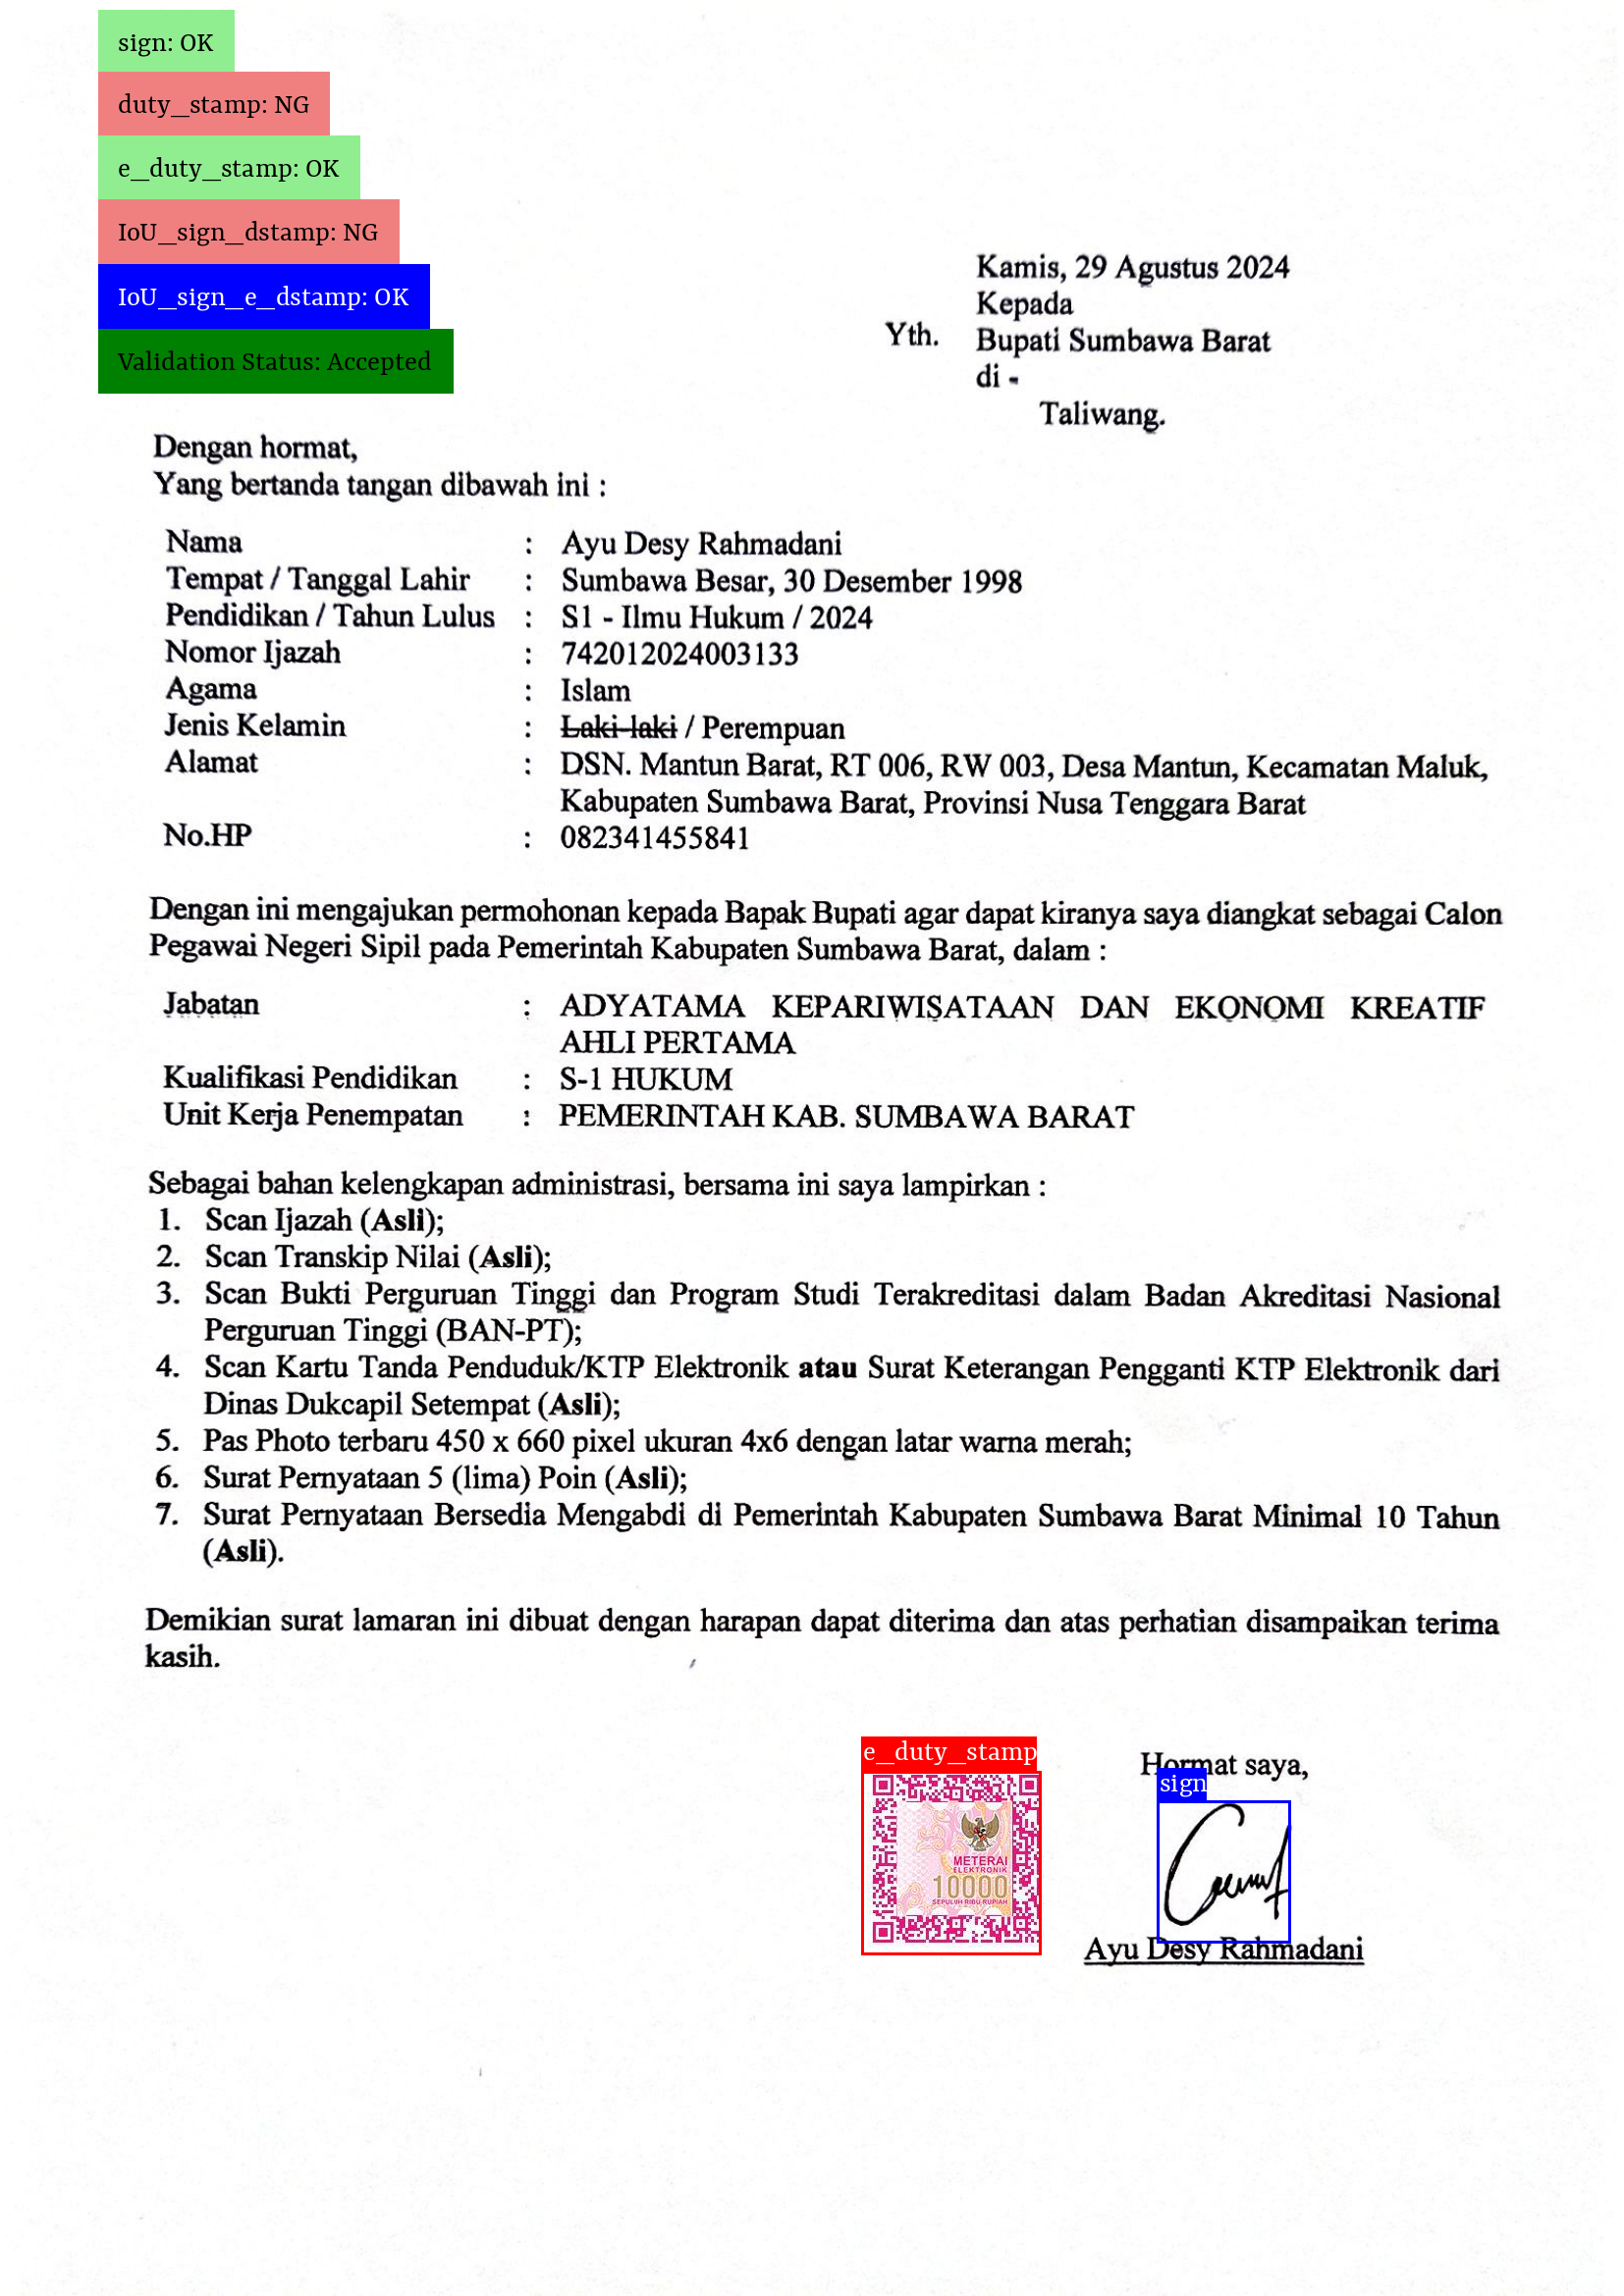 sign: OK
duty_stamp: NG
e_duty_stamp: OK
IoU_sign_dstamp: NG
IoU_sign_e_dstamp: OK
Validation Status: Accepted
Kamis, 29 Agustus 2024
Kepada
Yth. Bupati Sumbawa Barat
di -
Taliwang.
Dengan hormat,
Yang bertanda tangan dibawah ini :
Nama : Ayu Desy Rahmadani
Tempat / Tanggal Lahir : Sumbawa Besar, 30 Desember 1998
Pendidikan / Tahun Lulus : S1 - Ilmu Hukum / 2024
Nomor Ijazah : 742012024003133
Agama : Islam
Jenis Kelamin : Laki-laki / Perempuan
Alamat : DSN. Mantun Barat, RT 006, RW 003, Desa Mantun, Kecamatan Maluk,
Kabupaten Sumbawa Barat, Provinsi Nusa Tenggara Barat
No.HP : 082341455841
Dengan ini mengajukan permohonan kepada Bapak Bupati agar dapat kiranya saya diangkat sebagai Calon
Pegawai Negeri Sipil pada Pemerintah Kabupaten Sumbawa Barat, dalam :
Jabatan : ADYATAMA KEPARIWISATAAN DAN EKONOMI KREATIF
AHLI PERTAMA
Kualifikasi Pendidikan : S-1 HUKUM
Unit Kerja Penempatan : PEMERINTAH KAB. SUMBAWA BARAT
Sebagai bahan kelengkapan administrasi, bersama ini saya lampirkan :
1. Scan Ijazah (Asli);
2. Scan Transkip Nilai (Asli);
3. Scan Bukti Perguruan Tinggi dan Program Studi Terakreditasi dalam Badan Akreditasi Nasional
Perguruan Tinggi (BAN-PT);
4. Scan Kartu Tanda Penduduk/KTP Elektronik atau Surat Keterangan Pengganti KTP Elektronik dari
Dinas Dukcapil Setempat (Asli);
5. Pas Photo terbaru 450 x 660 pixel ukuran 4x6 dengan latar warna merah;
6. Surat Pernyataan 5 (lima) Poin (Asli);
7. Surat Pernyataan Bersedia Mengabdi di Pemerintah Kabupaten Sumbawa Barat Minimal 10 Tahun
(Asli).
Demikian surat lamaran ini dibuat dengan harapan dapat diterima dan atas perhatian disampaikan terima
kasih.
e_duty_stamp
Hormat saya,
sign
METERAI
ELEKTRONIK
10000
SEPULUH RIBU RUPIAH
Ayu Desy Rahmadani